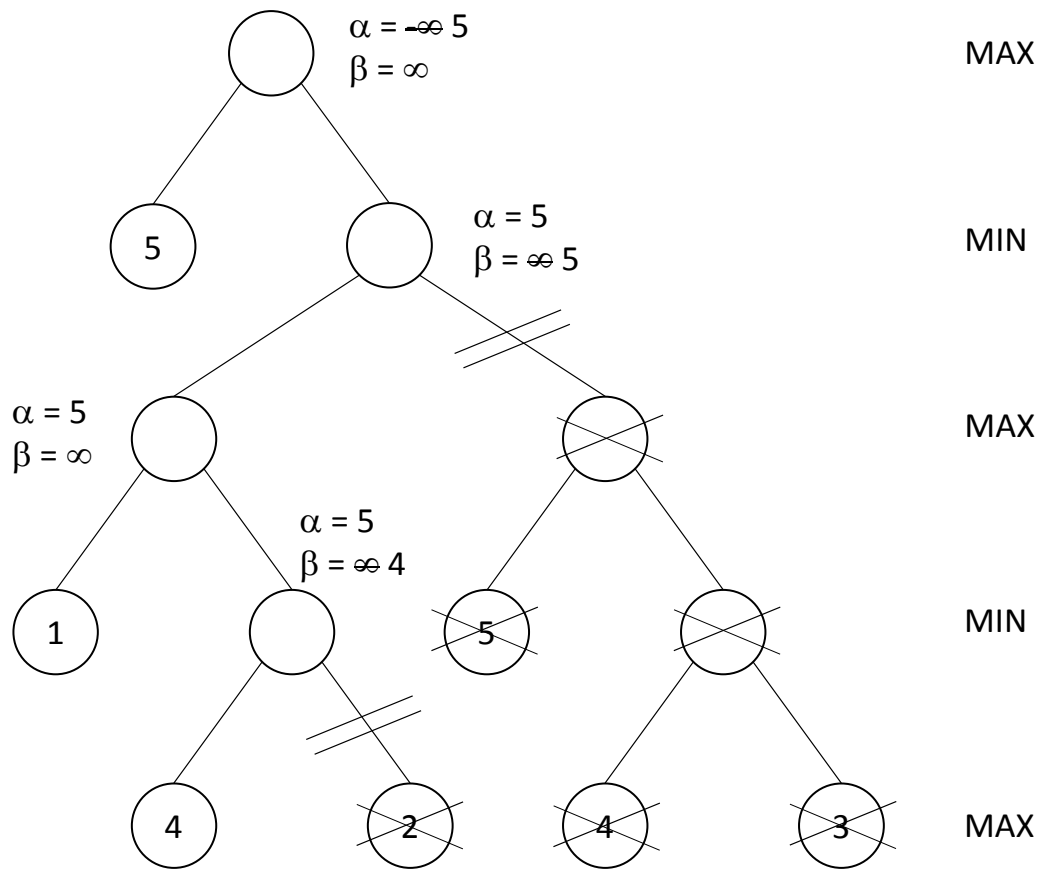 α = -∞ 5
β = ∞
MAX
5
α = 5
β = ∞ 5
MIN
α = 5
β = ∞
MAX
α = 5
β = ∞ 4
1
5
MIN
4
2
4
3
MAX